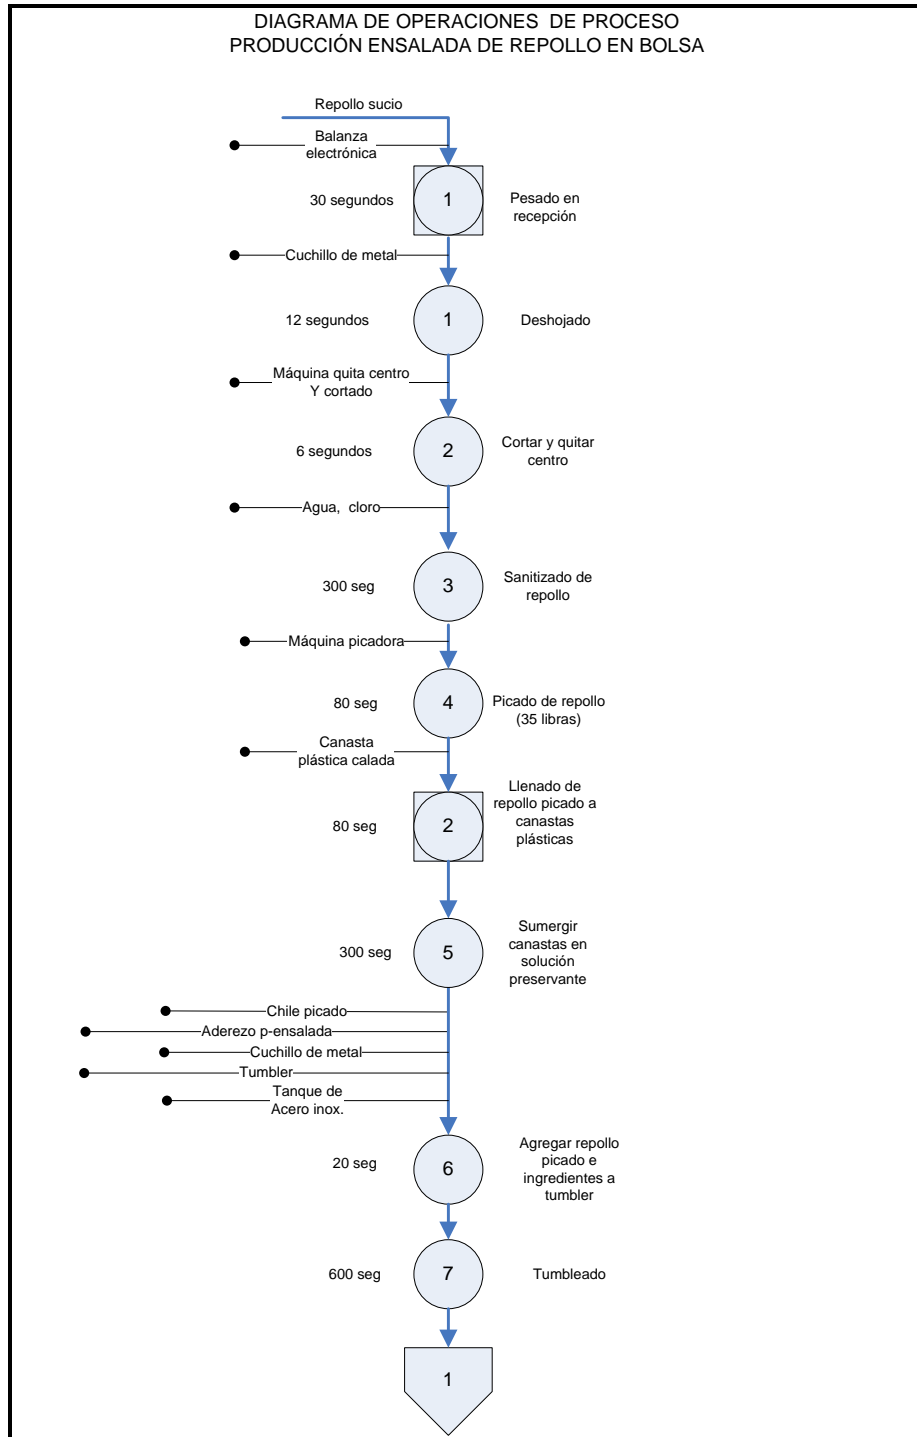 DIAGRAMA DE OPERACIONES  DE PROCESO
PRODUCCIÓN ENSALADA DE REPOLLO EN BOLSA
Repollo sucio
Balanza
electrónica
30 segundos
1
Pesado en
recepción
Cuchillo de metal
12 segundos
1
Deshojado
Máquina quita centro
Y cortado
6 segundos
2
Cortar y quitar
centro
Agua,  cloro
300 seg
3
Sanitizado de
repollo
Máquina picadora
80 seg
4
Picado de repollo
(35 libras)
Canasta
plástica calada
80 seg
2
Llenado de
repollo picado a
canastas
plásticas
300 seg
5
Sumergir
canastas en
solución
preservante
Chile picado
Aderezo p-ensalada
Cuchillo de metal
Tumbler
Tanque de
Acero inox.
20 seg
6
Agregar repollo
picado e
ingredientes a
tumbler
600 seg
7
Tumbleado
1